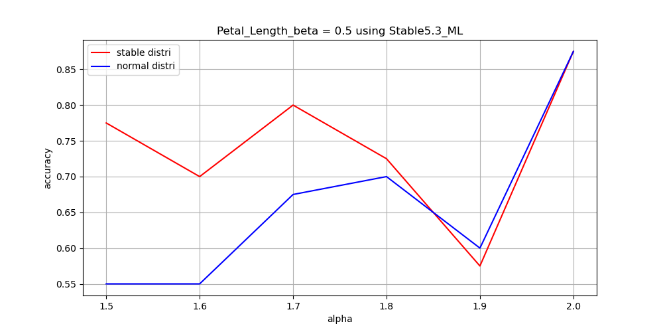 Petal_Length_beta = 0.5 using Stable5.3_ML
stable distri
normal distri
accuracy
0.85
0.80
0.75
0.70
0.65
0.60
0.55
1.5 1.6 1.7 1.8 1.9 2.0
alpha